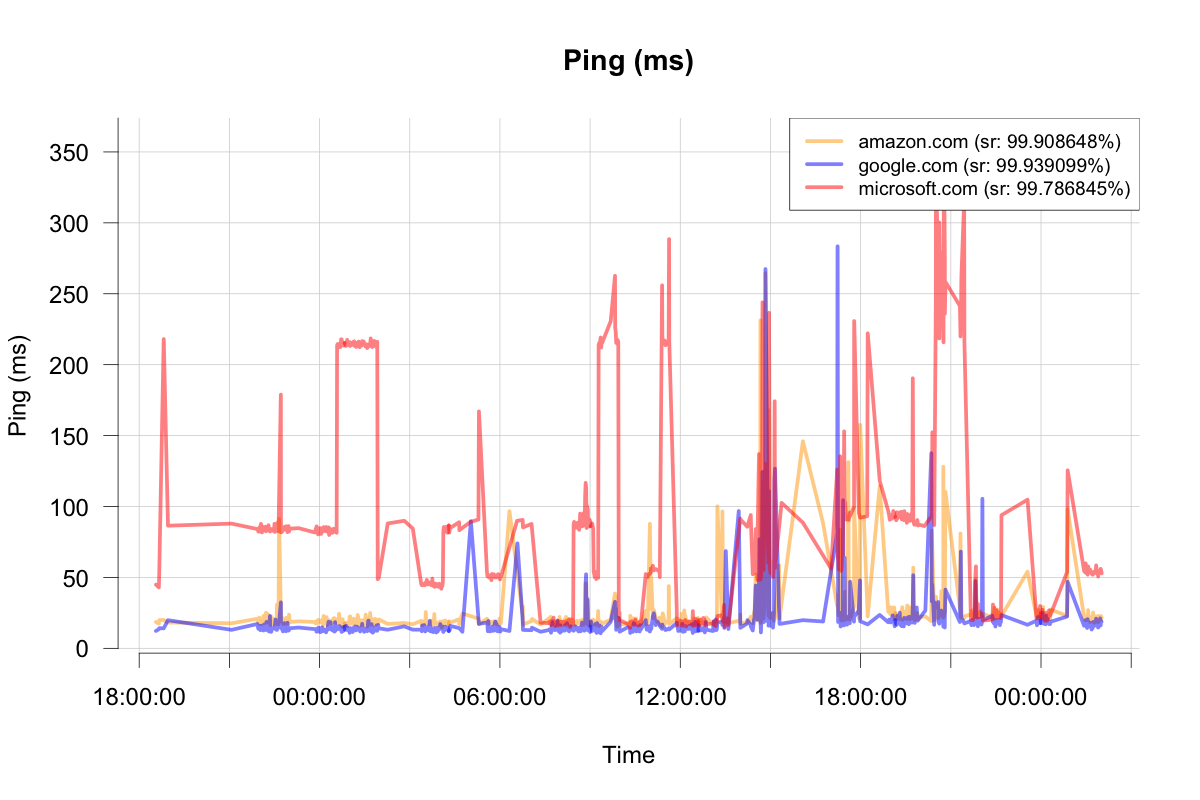 Ping (ms)
amazon.com (sr: 99.908648%)
google.com (sr: 99.939099%)
microsoft.com (sr: 99.786845%)
350
300
250
200
150
100
50
0
Ping (ms)
18:00:00 00:00:00 06:00:00 12:00:00 18:00:00 00:00:00
Time